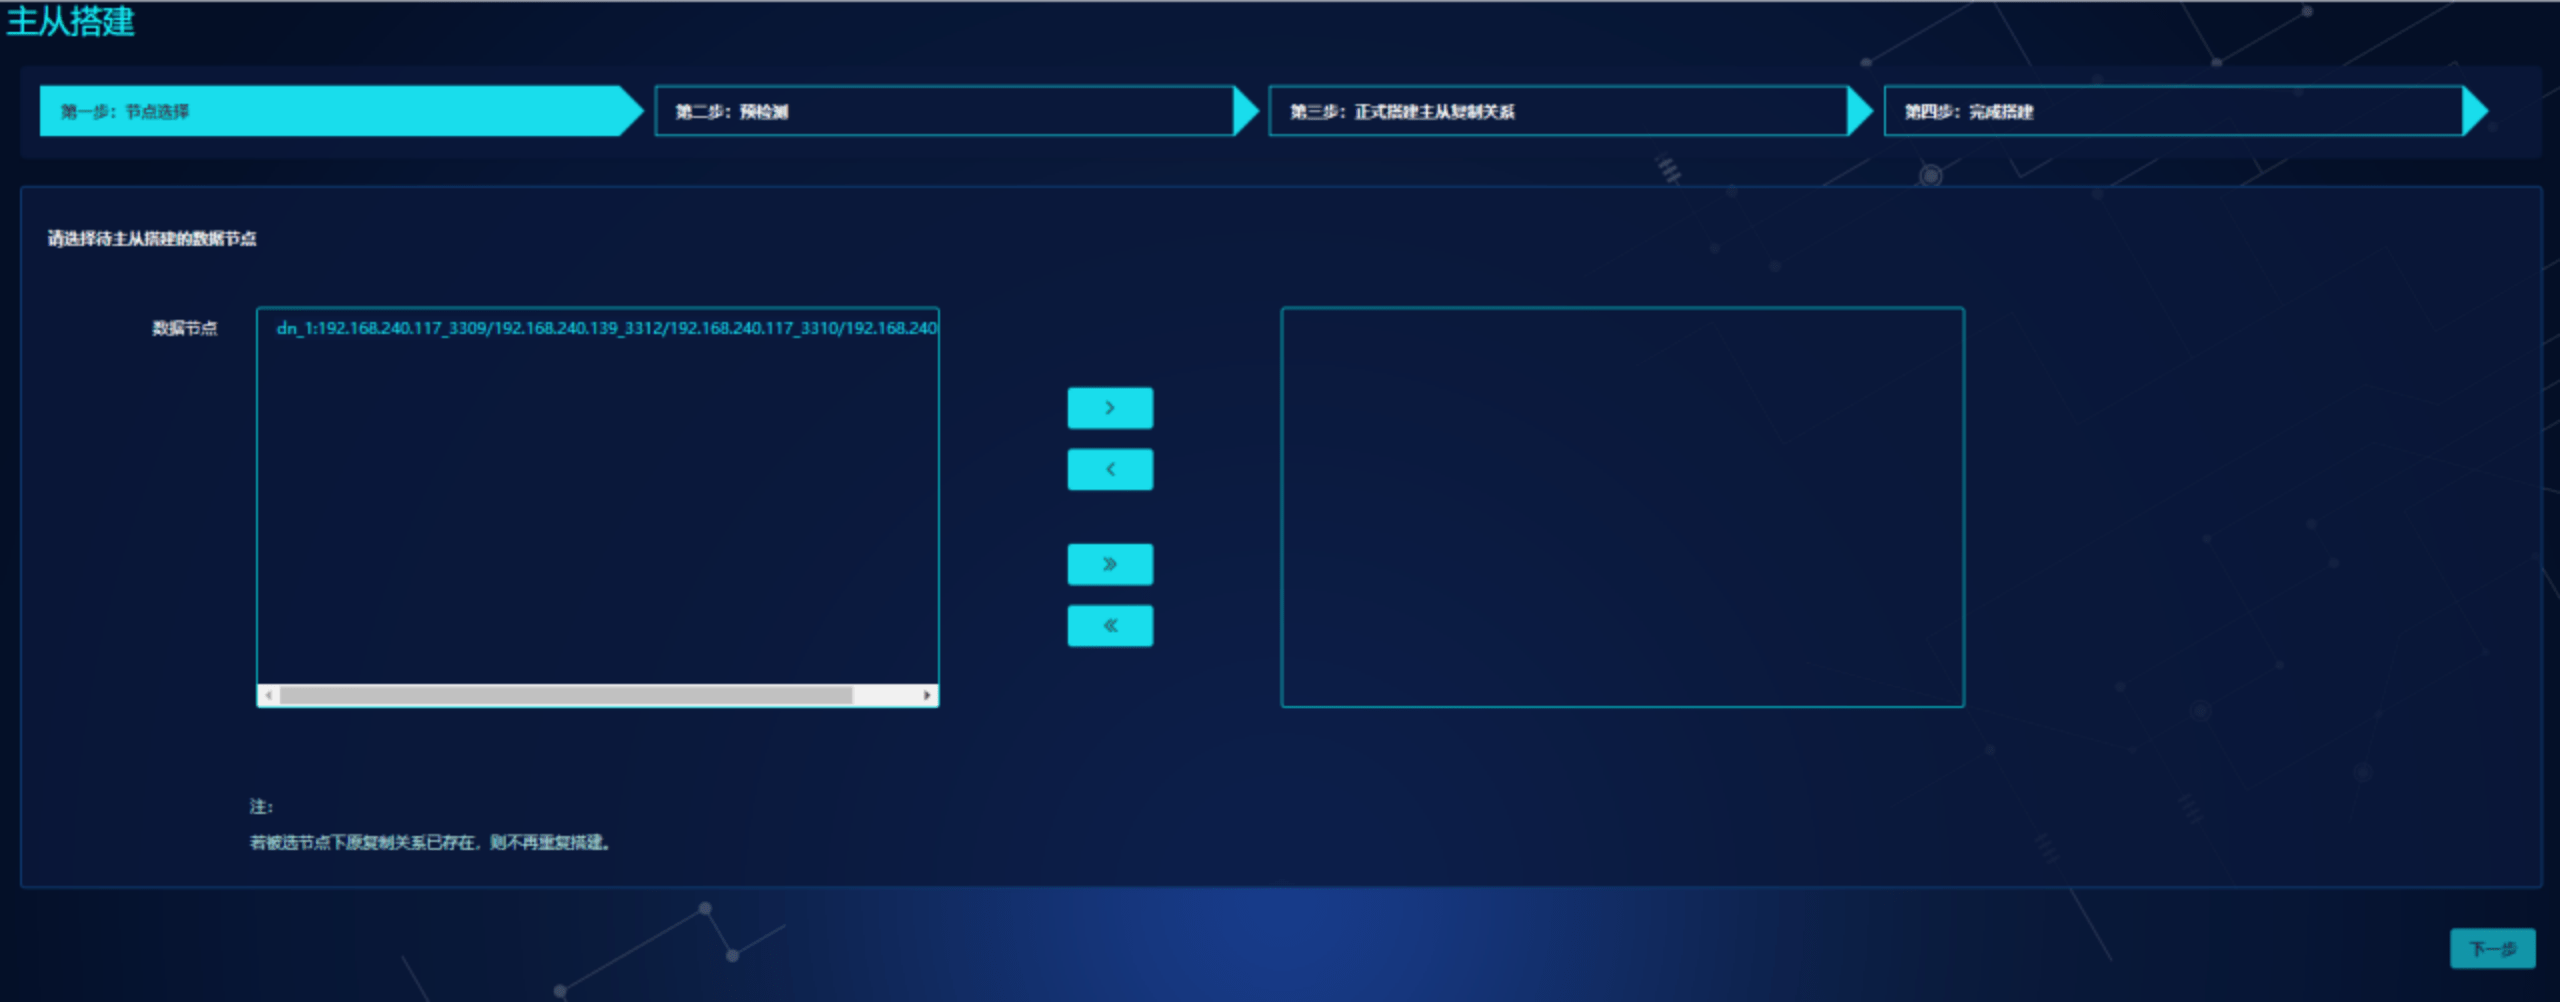 主从搭建
第一步：节点选择
第二步：预检测
第三步：正式搭建主从复制关系
第四步：完成搭建
请选择待主从搭建的数据节点
数据节点
dn_1:192.168.240.117_3309/192.168.240.139_3312/192.168.240.117_3310/192.168.240
>
<
»
«
注：
若被选节点下原复制关系已存在，则不再重复搭建。
下一步